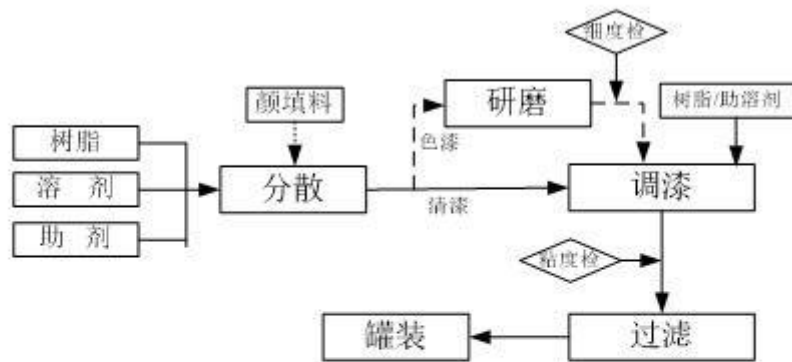 细度检
颜填料
研磨
树脂/助溶剂
树脂
色漆
溶 剂
分散
调漆
清漆
助 剂
粘度检
罐装
过滤